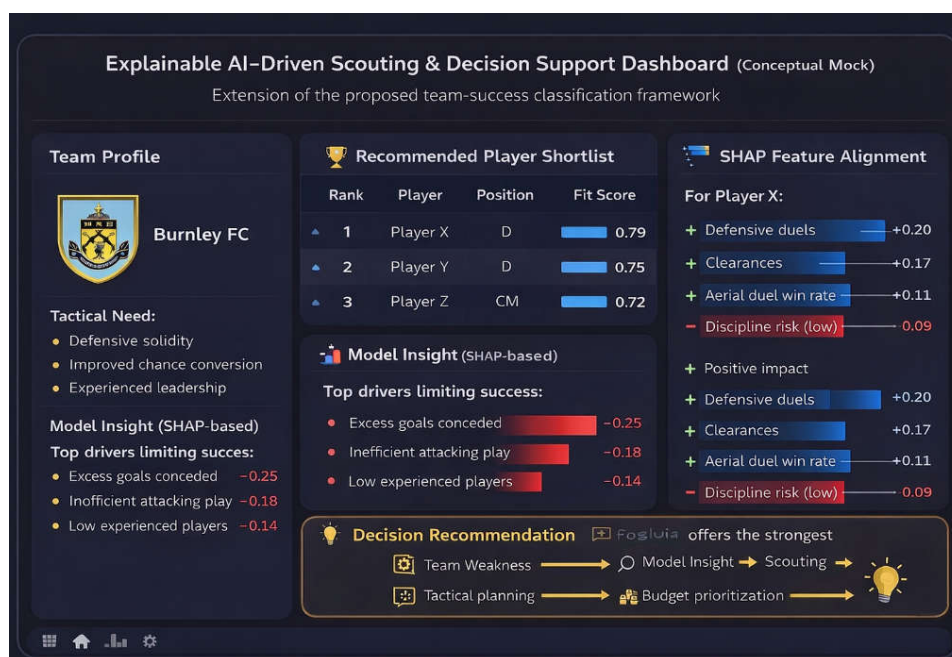 Explainable AI-Driven Scouting & Decision Support Dashboard (Conceptual Mock)
Extension of the proposed team-success classification framework
Team Profile
Burnley FC
Tactical Need:
Defensive solidity
Improved chance conversion
Experienced leadership
Model Insight (SHAP-based)
Top drivers limiting succes:
Excess goals conceded -0.25
Inofficient attacking play -0.18
Low experienced players -0.14
Recommended Player Shortlist
Rank Player Position Fit Score
1 Player X D 0.79
2 Player Y D 0.75
3 Player Z CM 0.72
Model Insight (SHAP-based)
Top drivers limiting success:
Excess goals conceded -0.25
Inefficient attacking play -0.18
Low experienced players -0.14
SHAP Feature Alignment
For Player X:
+ Defensive duels +0.20
+ Clearances +0.17
+ Aerial duel win rate +0.11
- Discipline risk (low) -0.09
+ Positive impact
+ Defensive duels +0.20
+ Clearances +0.17
+ Aerial duel win rate +0.11
- Discipline risk (low) -0.09
Decision Recommendation offers the strongest
Team Weakness Model Insight Scouting
Tactical planning Budget prioritization